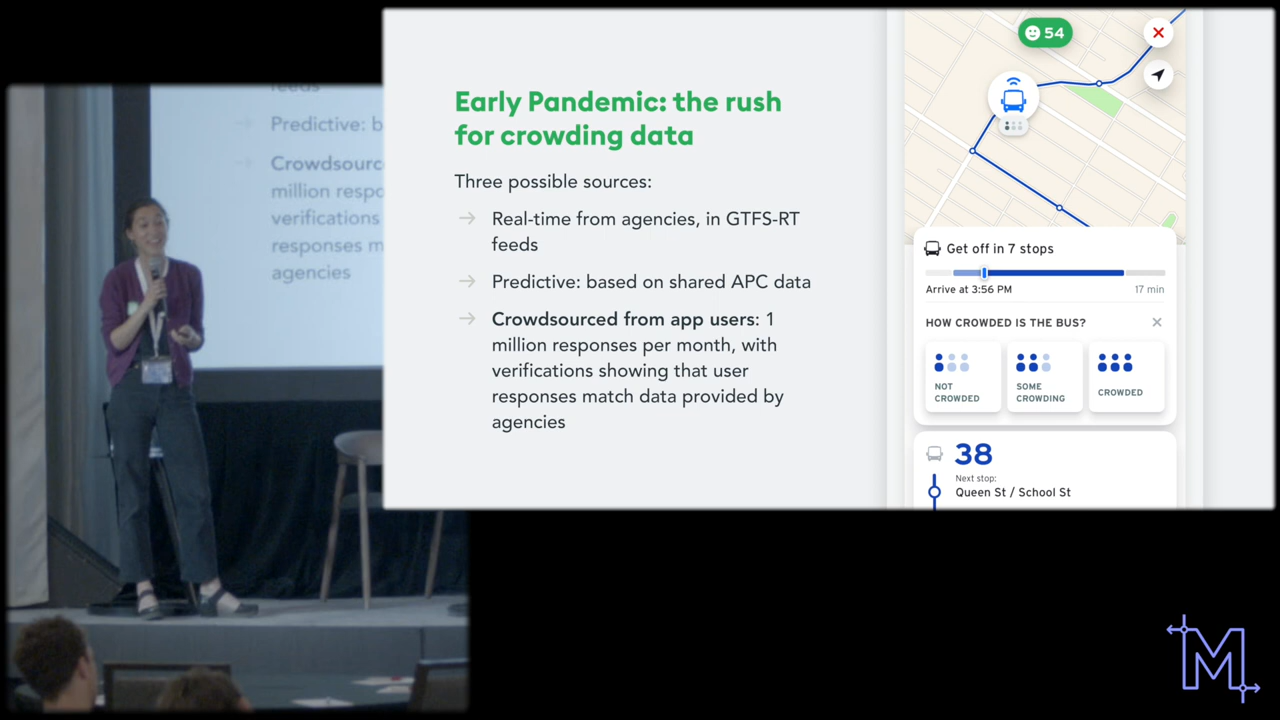 feeds
Predictive: b
Crowdsourc
million respo
verifications
responses m
agencies
Early Pandemic: the rush
for crowding data
Three possible sources:
→ Real-time from agencies, in GTFS-RT
feeds
→ Predictive: based on shared APC data
→ Crowdsourced from app users: 1
million responses per month, with
verifications showing that user
responses match data provided by
agencies
54
Get off in 7 stops
Arrive at 3:56 PM 17 min
HOW CROWDED IS THE BUS?
NOT
CROWDED
SOME
CROWDING
CROWDED
38
Next stop:
Queen St / School St
M